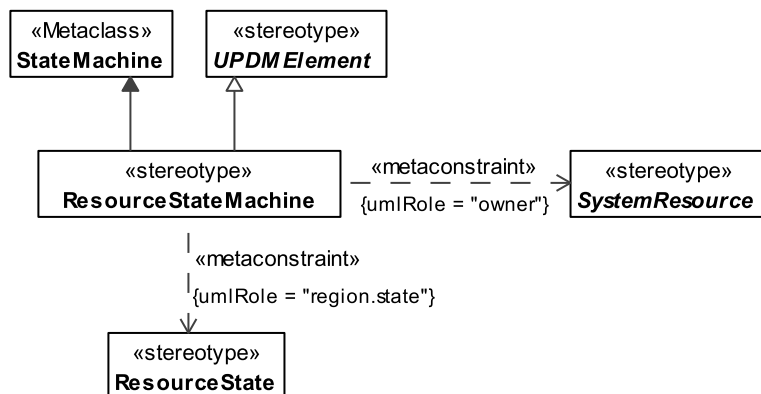 «Metaclass»
StateMachine
«stereotype»
UPDMElement
«stereotype»
ResourceStateMachine
«metaconstraint»
{umlRole = "owner"}
«stereotype»
SystemResource
«metaconstraint»
{umlRole = "region.state"}
«stereotype»
ResourceState